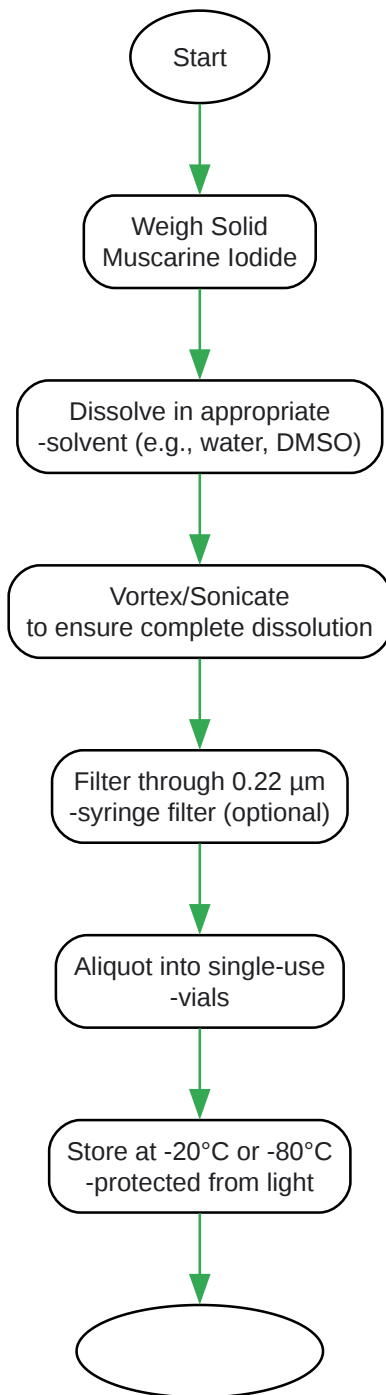 Start
Weigh Solid
Muscarine Iodide
Dissolve in appropriate
-solvent (e.g., water, DMSO)
Vortex/Sonicate
to ensure complete dissolution
Filter through 0.22 µm
-syringe filter (optional)
Aliquot into single-use
-vials
Store at -20°C or -80°C
-protected from light